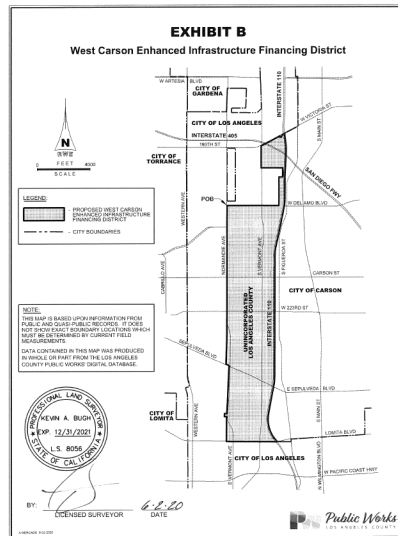 EXHIBIT B
West Carson Enhanced Infrastructure Financing District
W ARTESIA BLVD
CITY OF
GARDENA
INTERSTATE 110
W VICTORIA ST
CITY OF LOS ANGELES
S MAIN ST
INTERSTATE 405
190TH ST
N
0 FEET 4000
SCALE
CITY OF
TORRANCE
SAN DIEGO FWY
LEGEND:
PROPOSED WEST CARSON
ENHANCED INFRASTRUCTURE
FINANCING DISTRICT
- CITY BOUNDARIES
WESTERN AVE
POB
W DEL AMO BLVD
CABRILLO AVE
NORMANDIE AVE
S VERMONT AVE
S FIGUEROA ST
CARSON ST
CITY OF CARSON
UNINCORPORATED
LOS ANGELES COUNTY
INTERSTATE 110
W 223RD ST
NOTE:
THIS MAP IS BASED UPON INFORMATION FROM
PUBLIC AND QUASI-PUBLIC RECORDS. IT DOES
NOT SHOW EXACT BOUNDARY LOCATIONS WHICH
MUST BE DETERMINED BY CURRENT FIELD
MEASUREMENTS.
DATA CONTAINED IN THIS MAP WAS PRODUCED
IN WHOLE OR PART FROM THE LOS ANGELES
COUNTY PUBLIC WORKS' DIGITAL DATABASE.
SEPULVEDA BLVD
E SEPULVEDA BLVD
PROFESSIONAL LAND SURVEYOR
KEVIN A. BUGH
EXP. 12/31/2021
L.S. 8056
STATE OF CALIFORNIA
CITY OF
LOMITA
WESTERN AVE
S MAIN ST
LOMITA BLVD
S VERMONT AVE
CITY OF LOS ANGELES
N WILMINGTON BLVD
W PACIFIC COAST HWY
BY:
LICENSED SURVEYOR
6-2-20
DATE
Public Works
LOS ANGELES COUNTY